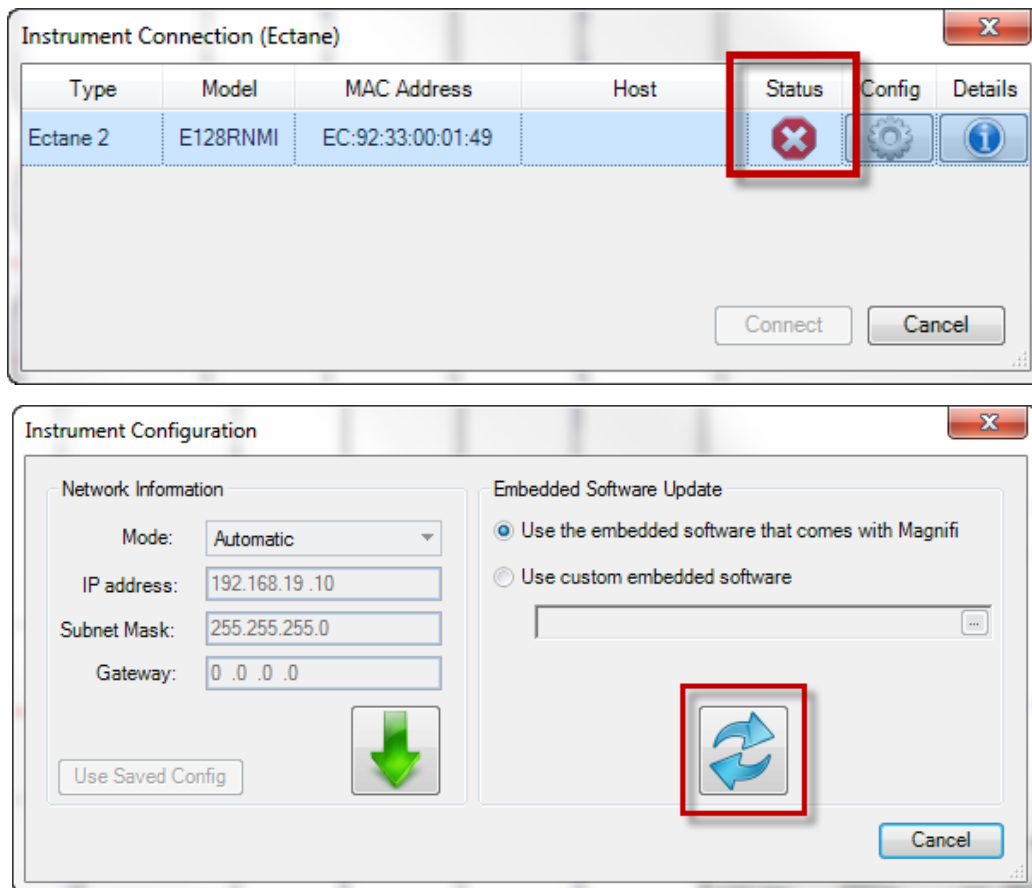 Instrument Connection (Ectane)
Type Model MAC Address Host Status Config Details
Ectane 2 E128RNMI EC:92:33:00:01:49
Connect Cancel
Instrument Configuration
Network Information
Mode: Automatic
IP address: 192.168.19 .10
Subnet Mask: 255.255.255.0
Gateway: 0 .0 .0 .0
Use Saved Config
Embedded Software Update
Use the embedded software that comes with Magnifi
Use custom embedded software
...
Cancel